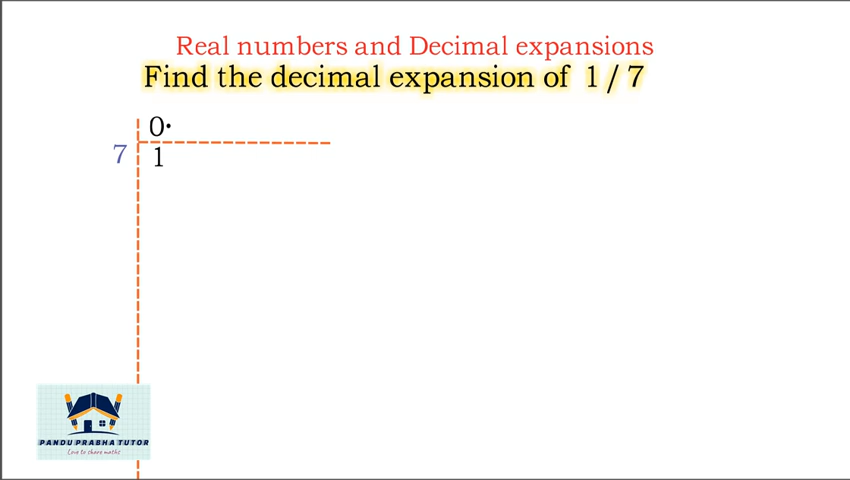 Real numbers and Decimal expansions
Find the decimal expansion of 1 / 7
0.
7 1
PANDU PRABHA TUTOR
Love to share maths